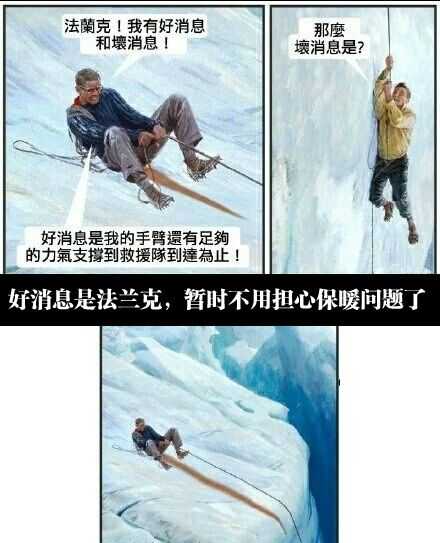 法蘭克！我有好消息
和壞消息！
那麼
壞消息是?
好消息是我的手臂還有足夠
的力氣支撐到救援隊到達為止！
好消息是法兰克，暂时不用担心保暖问题了